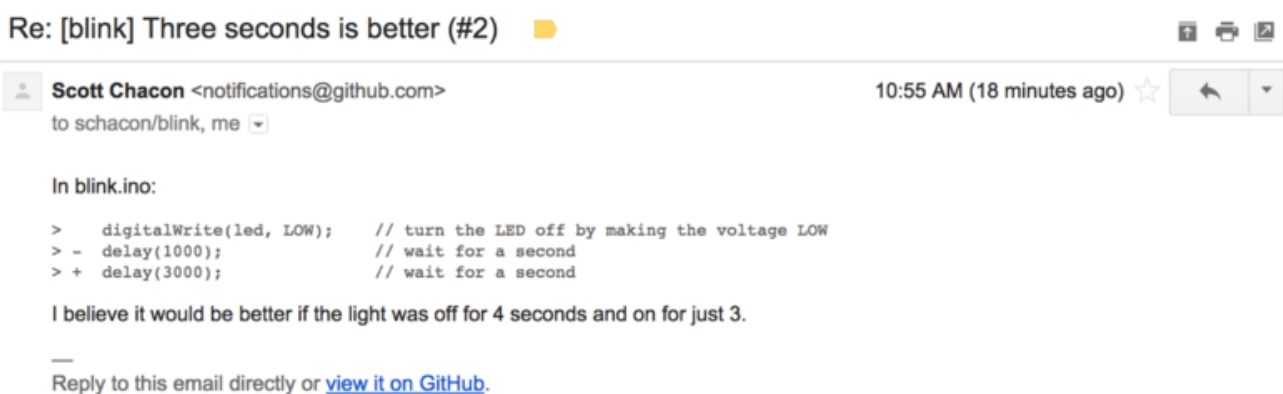 Re: [blink] Three seconds is better (#2)
Scott Chacon <notifications@github.com> 10:55 AM (18 minutes ago)
to schacon/blink, me
In blink.ino:
>    digitalWrite(led, LOW);    // turn the LED off by making the voltage LOW
> -  delay(1000);               // wait for a second
> +  delay(3000);               // wait for a second
I believe it would be better if the light was off for 4 seconds and on for just 3.
—
Reply to this email directly or view it on GitHub.